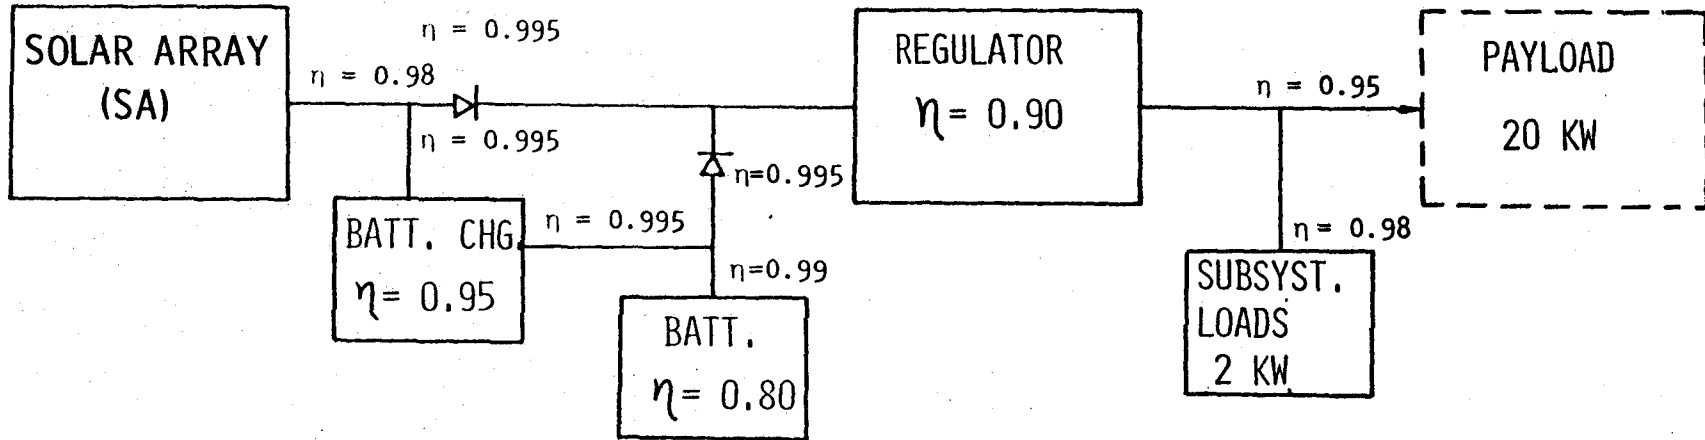 SOLAR ARRAY
(SA)
η = 0.98
η = 0.995
η = 0.995
BATT. CHG.
η = 0.95
η = 0.995
η=0.995
η=0.99
BATT.
η = 0.80
REGULATOR
η = 0.90
η = 0.95
PAYLOAD
20 KW
η = 0.98
SUBSYST.
LOADS
2 KW